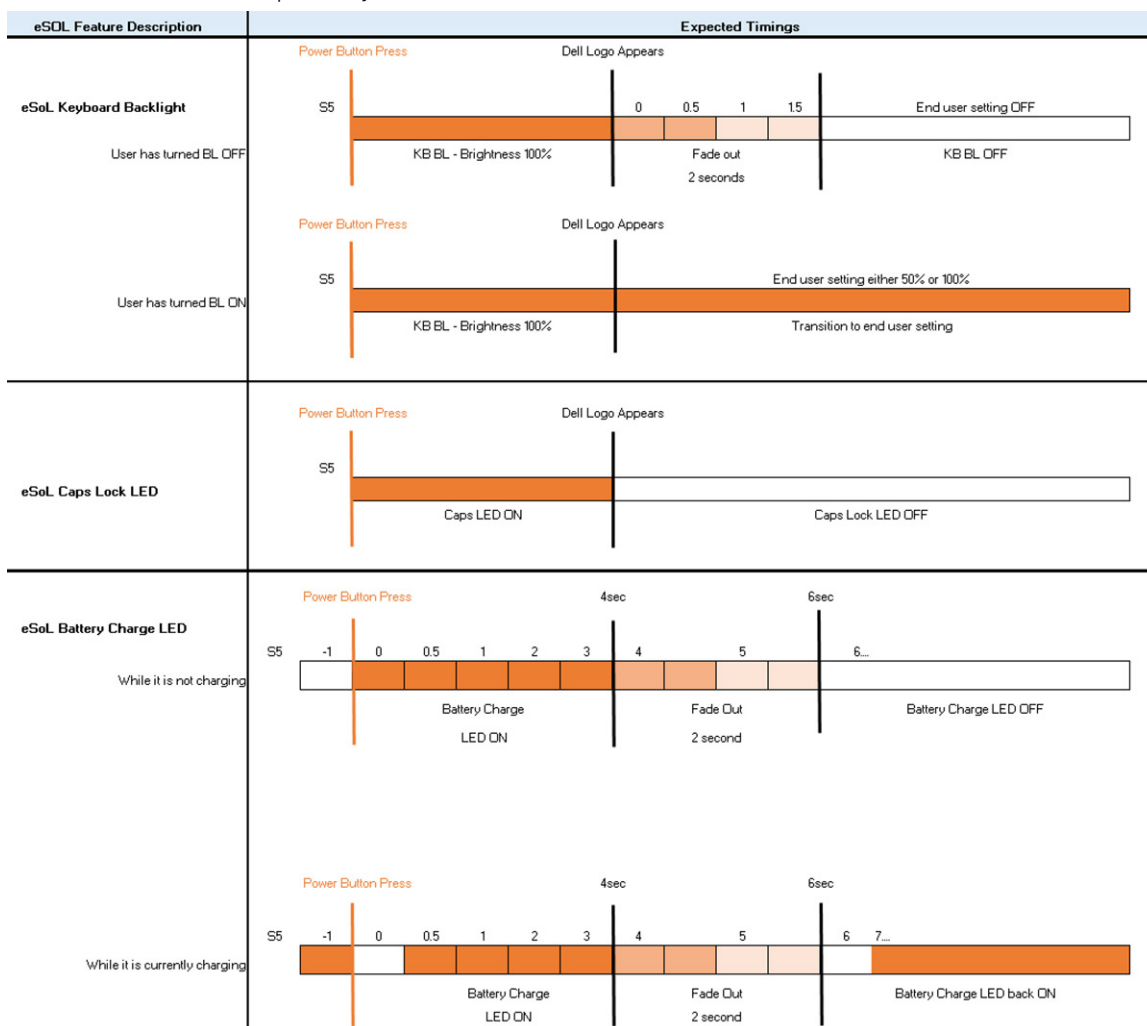 eSOL Feature Description
Expected Timings
Power Button Press
Dell Logo Appears
eSoL Keyboard Backlight
S5
0 0.5 1 1.5
End user setting OFF
User has turned BL OFF
KB BL - Brightness 100%
Fade out
KB BL OFF
2 seconds
Power Button Press
Dell Logo Appears
S5
End user setting either 50% or 100%
User has turned BL ON
KB BL - Brightness 100%
Transition to end user setting
Power Button Press
Dell Logo Appears
S5
eSoL Caps Lock LED
Caps LED ON
Caps Lock LED OFF
Power Button Press
4sec
6sec
eSoL Battery Charge LED
S5
-1 0 0.5 1 2 3 4 5 6...
While it is not charging
Battery Charge
Fade Out
Battery Charge LED OFF
LED ON
2 second
Power Button Press
4sec
6sec
S5
-1 0 0.5 1 2 3 4 5 6 7...
While it is currently charging
Battery Charge
Fade Out
Battery Charge LED back ON
LED ON
2 second